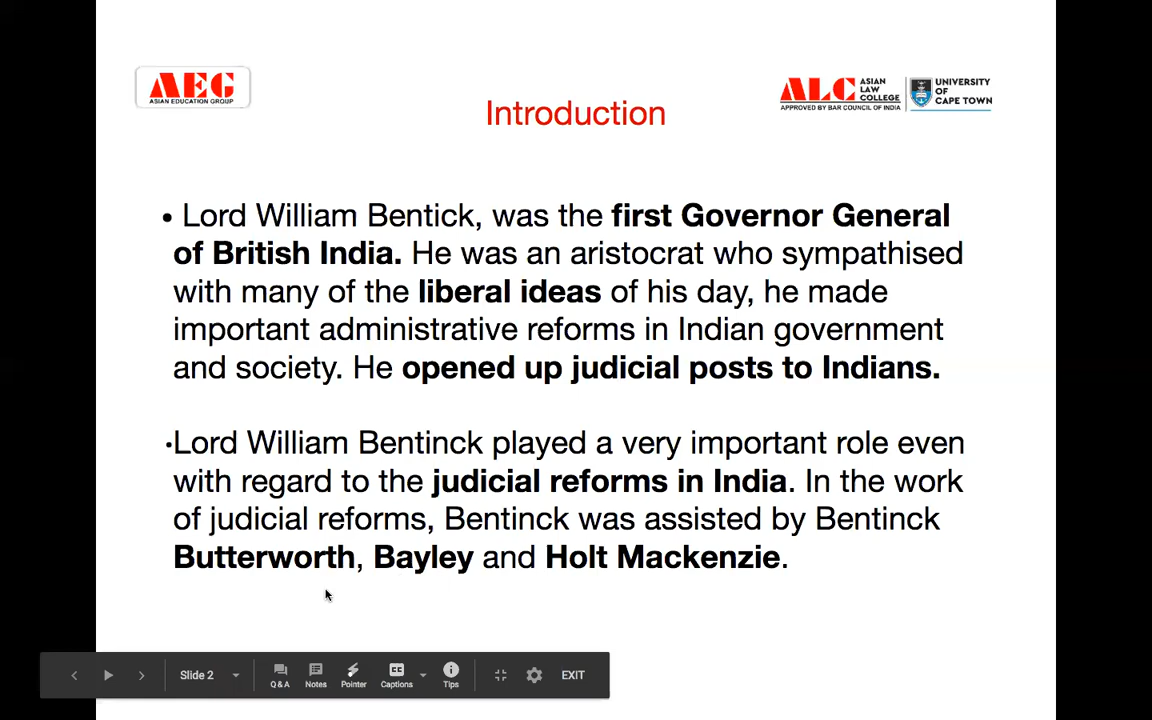 AEG
ASIAN EDUCATION GROUP
ALC ASIAN LAW COLLEGE
APPROVED BY BAR COUNCIL OF INDIA
UNIVERSITY OF CAPE TOWN
Introduction
• Lord William Bentick, was the first Governor General
of British India. He was an aristocrat who sympathised
with many of the liberal ideas of his day, he made
important administrative reforms in Indian government
and society. He opened up judicial posts to Indians.
•Lord William Bentinck played a very important role even
with regard to the judicial reforms in India. In the work
of judicial reforms, Bentinck was assisted by Bentinck
Butterworth, Bayley and Holt Mackenzie.
Slide 2
Q&A
Notes
Pointer
CC
Captions
Tips
EXIT